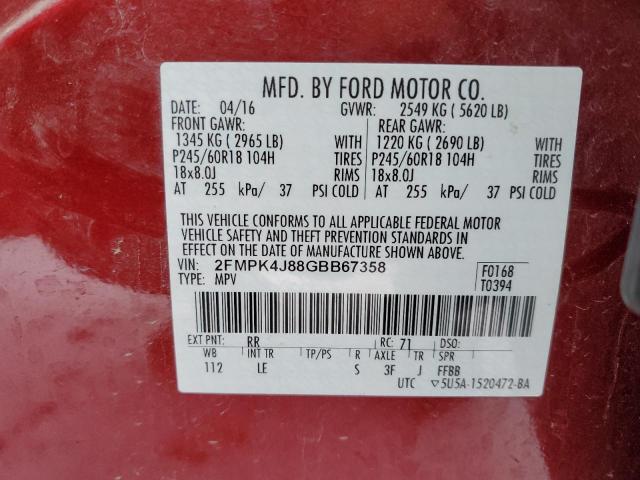 MFD. BY FORD MOTOR CO.
DATE: 04/16 GVWR: 2549 KG ( 5620 LB)
FRONT GAWR: REAR GAWR:
1345 KG ( 2965 LB) WITH 1220 KG ( 2690 LB) WITH
P245/60R18 104H TIRES P245/60R18 104H TIRES
18x8.0J RIMS 18x8.0J RIMS
AT 255 kPa/ 37 PSI COLD AT 255 kPa/ 37 PSI COLD
THIS VEHICLE CONFORMS TO ALL APPLICABLE FEDERAL MOTOR
VEHICLE SAFETY AND THEFT PREVENTION STANDARDS IN
EFFECT ON THE DATE OF MANUFACTURE SHOWN ABOVE.
VIN: 2FMPK4J88GBB67358 F0168
TYPE: MPV T0394
EXT PNT: RR RC: 71 DSO:
WB INT TR TP/PS R AXLE TR SPR
112 LE S 3F J FFBB
UTC ▽5U5A-1520472-BA